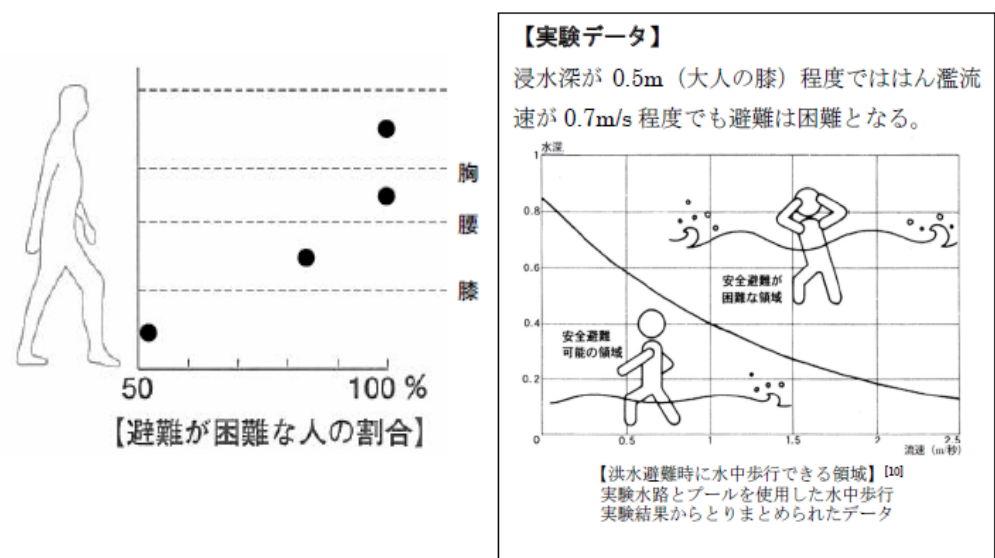 胸
腰
膝
50
100 %
【避難が困難な人の割合】
【実験データ】
浸水深が 0.5m（大人の膝）程度でははん濫流
速が 0.7m/s 程度でも避難は困難となる。
水深
1
0.8
0.6
0.4
0.2
0
安全避難が
困難な領域
安全避難
可能の領域
0.5
1
1.5
2
2.5
流速（m/秒）
【洪水避難時に水中歩行できる領域】[10]
実験水路とプールを使用した水中歩行
実験結果からとりまとめられたデータ